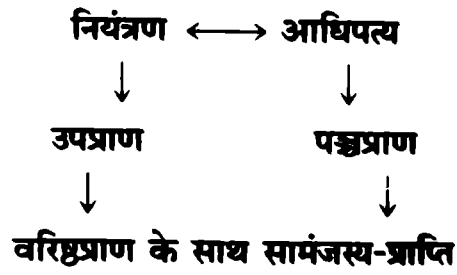 नियंत्रण ⟷ आधिपत्य
↓ ↓
उपप्राण पञ्चप्राण
↓ ↓
वरिष्ठप्राण के साथ सामंजस्य-प्राप्ति